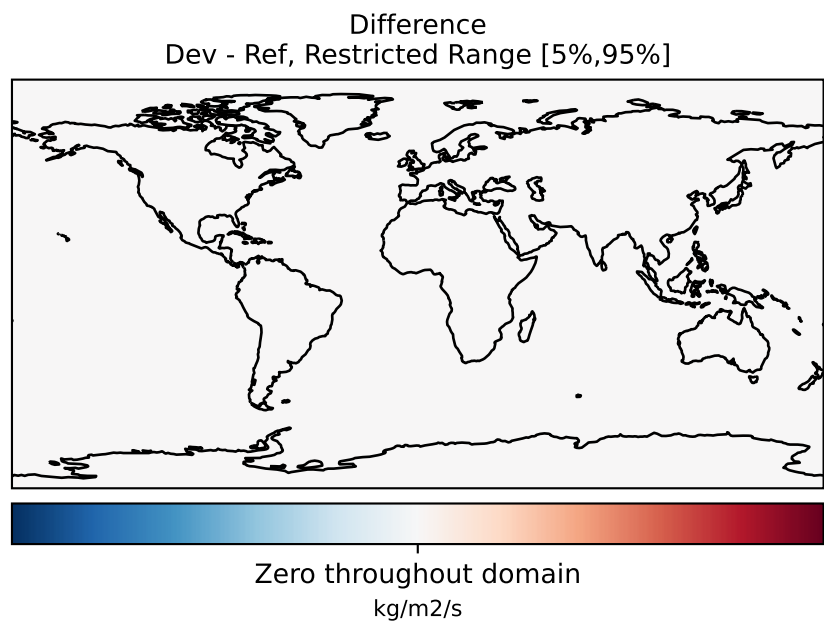 Difference
Dev - Ref, Restricted Range [5%,95%]
Zero throughout domain
kg/m2/s